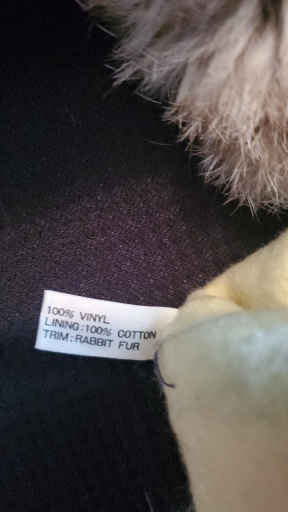 100% VINYL
LINING:100% COTTON
TRIM:RABBIT FUR